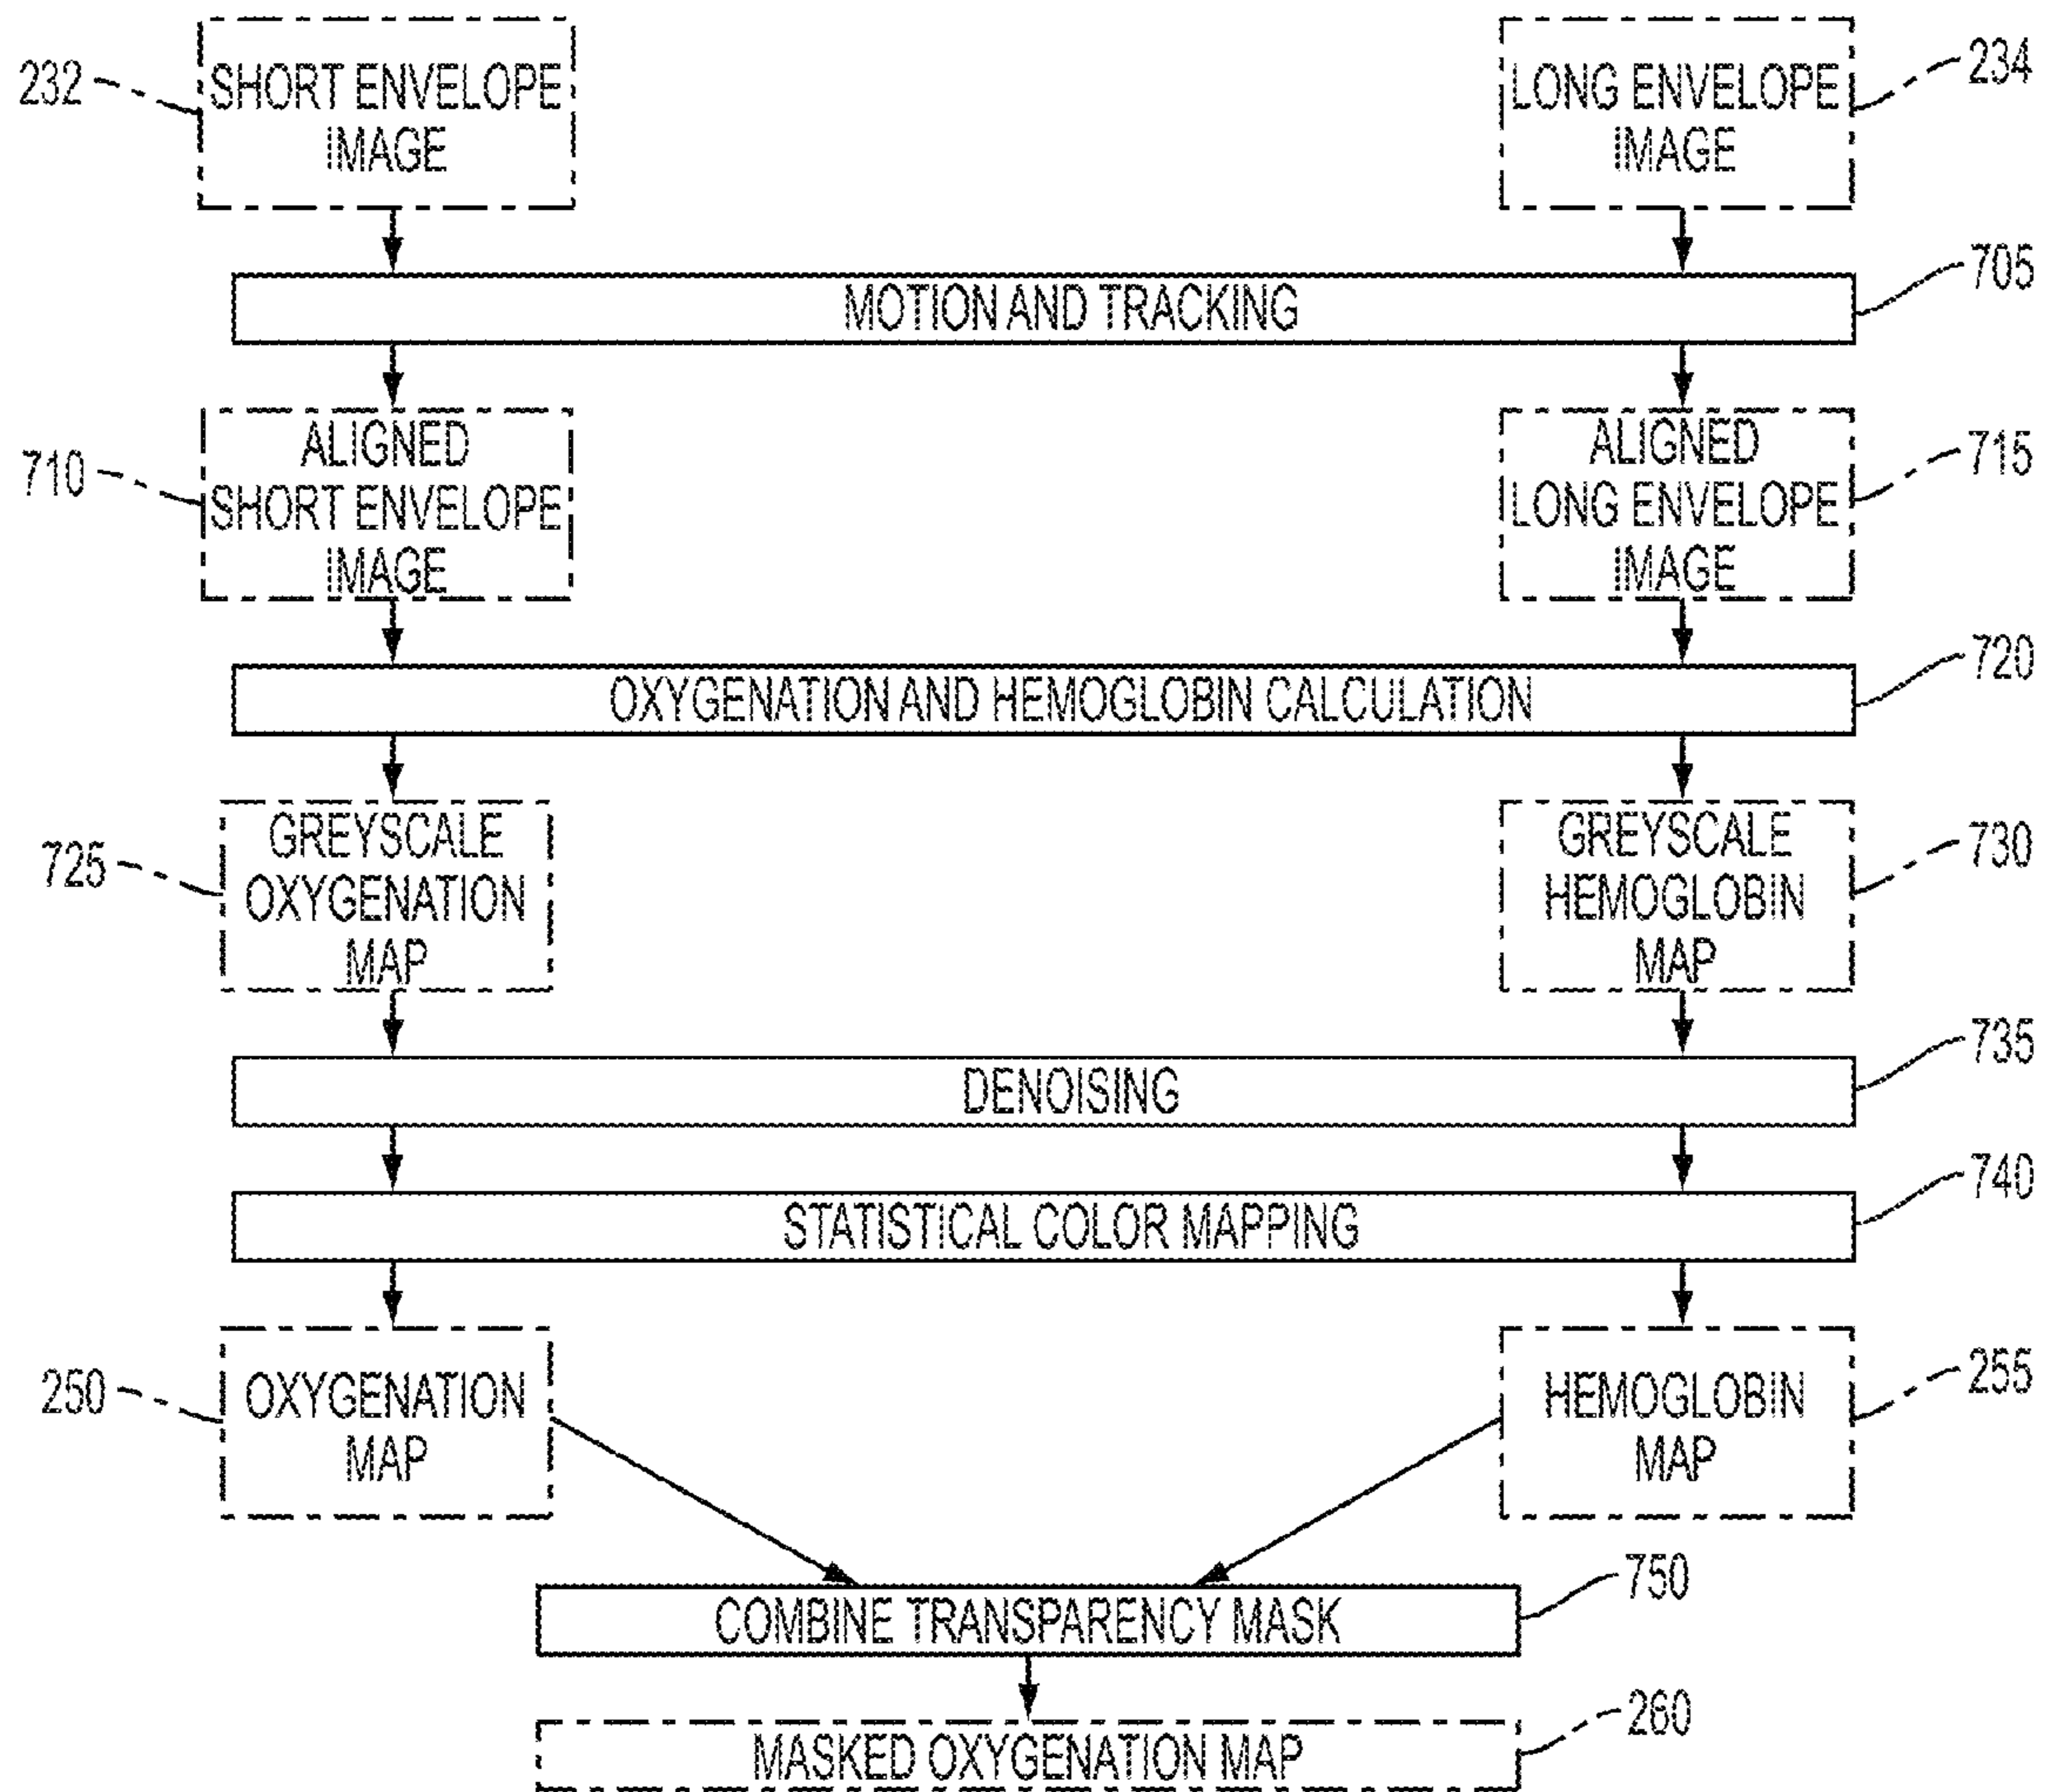 232
SHORT ENVELOPE
IMAGE
LONG ENVELOPE
IMAGE
234
MOTION AND TRACKING
705
710
ALIGNED
SHORT ENVELOPE
IMAGE
ALIGNED
LONG ENVELOPE
IMAGE
715
OXYGENATION AND HEMOGLOBIN CALCULATION
720
725
GREYSCALE
OXYGENATION
MAP
GREYSCALE
HEMOGLOBIN
MAP
730
DENOISING
735
STATISTICAL COLOR MAPPING
740
250
OXYGENATION
MAP
HEMOGLOBIN
MAP
255
COMBINE TRANSPARENCY MASK
750
MASKED OXYGENATION MAP
260